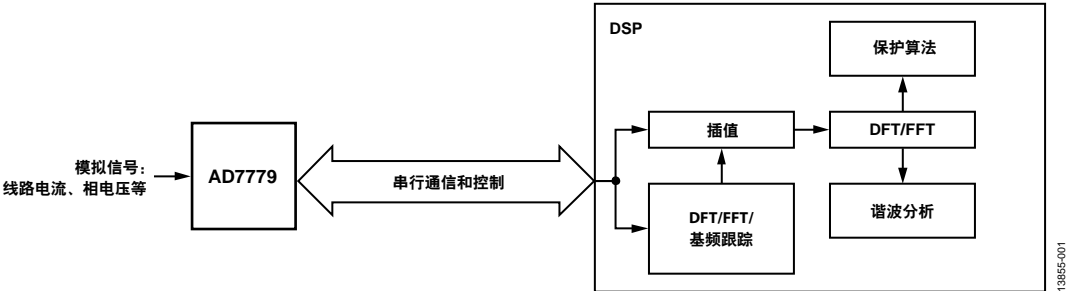 DSP
保护算法
插值
DFT/FFT
模拟信号:
线路电流、相电压等
AD7779
串行通信和控制
DFT/FFT/
基频跟踪
谐波分析
13855-001